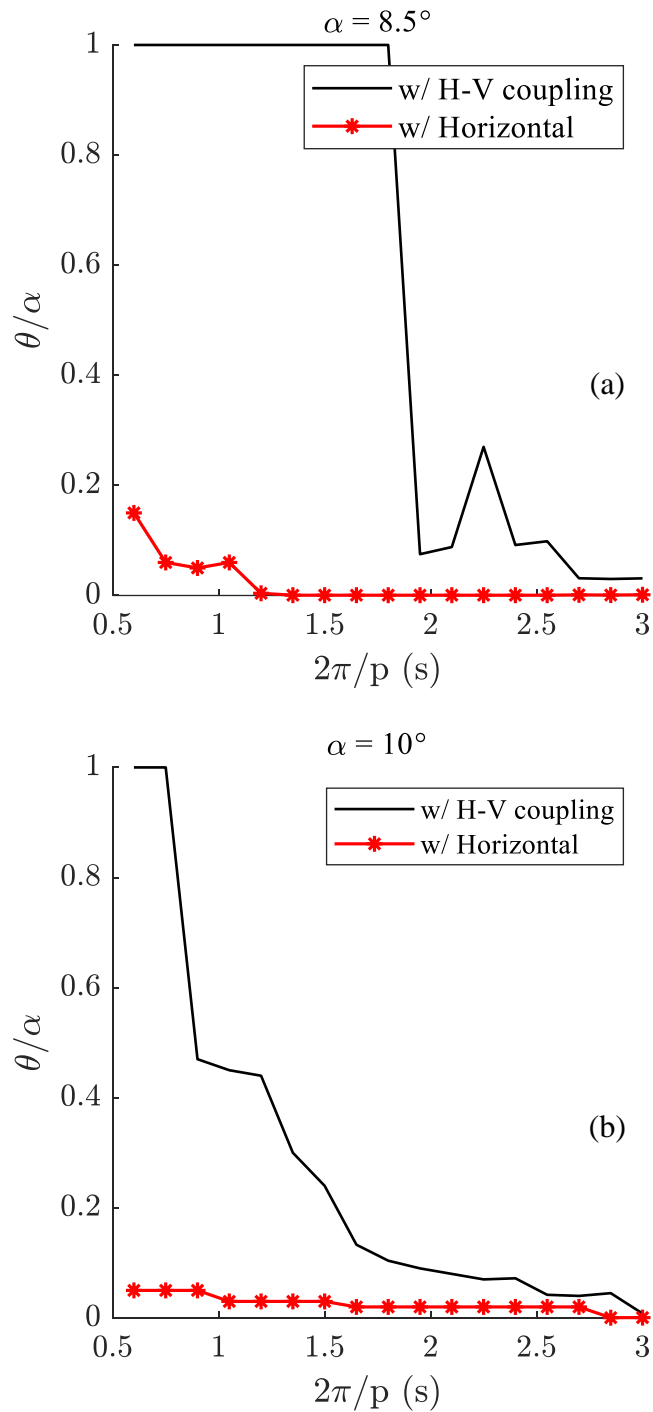 α = 8.5°
1
0.8
0.6
0.4
0.2
0
θ/α
w/ H-V coupling
w/ Horizontal
(a)
0.5 1 1.5 2 2.5 3
2π/p (s)
α = 10°
1
0.8
0.6
0.4
0.2
0
θ/α
w/ H-V coupling
w/ Horizontal
(b)
0.5 1 1.5 2 2.5 3
2π/p (s)